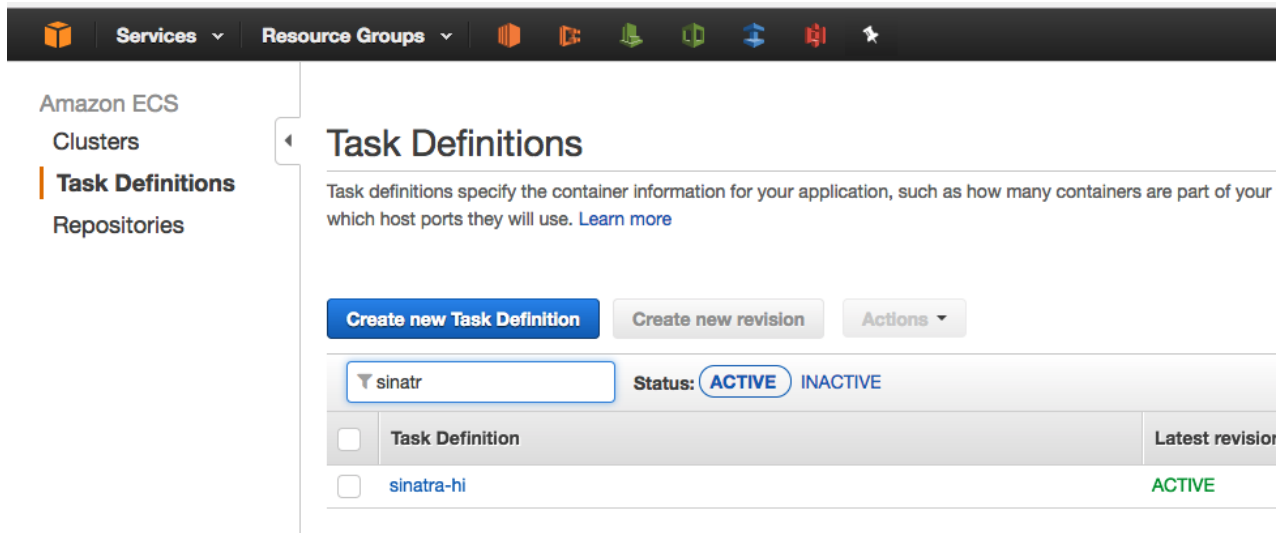 Services Resource Groups
Amazon ECS
Clusters
Task Definitions
Repositories
Task Definitions
Task definitions specify the container information for your application, such as how many containers are part of your
which host ports they will use. Learn more
Create new Task Definition Create new revision Actions
sinatr Status: ACTIVE INACTIVE
Task Definition Latest revision
sinatra-hi ACTIVE